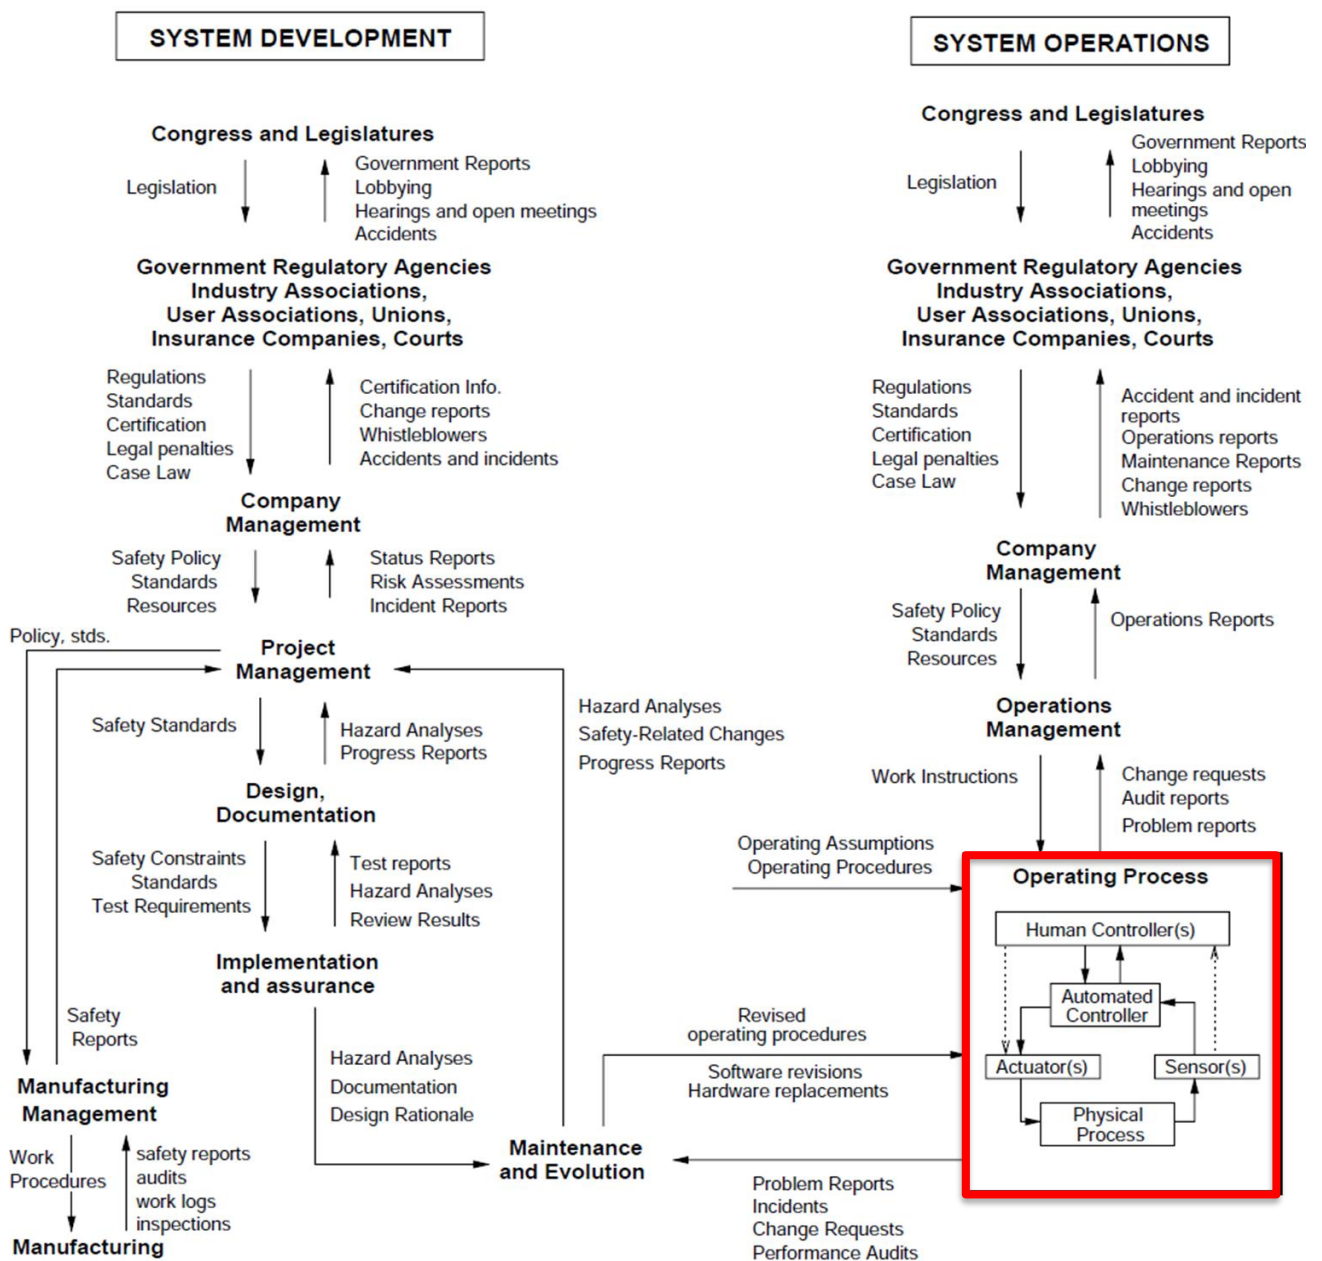 SYSTEM DEVELOPMENT
Congress and Legislatures
Legislation
Government Reports
Lobbying
Hearings and open meetings
Accidents
Government Regulatory Agencies
Industry Associations,
User Associations, Unions,
Insurance Companies, Courts
Regulations
Standards
Certification
Legal penalties
Case Law
Certification Info.
Change reports
Whistleblowers
Accidents and incidents
Company
Management
Safety Policy
Standards
Resources
Status Reports
Risk Assessments
Incident Reports
Policy, stds.
Project
Management
Safety Standards
Hazard Analyses
Progress Reports
Design,
Documentation
Safety Constraints
Standards
Test Requirements
Test reports
Hazard Analyses
Review Results
Implementation
and assurance
Safety
Reports
Hazard Analyses
Documentation
Design Rationale
Manufacturing
Management
Work
Procedures
safety reports
audits
work logs
inspections
Manufacturing
Hazard Analyses
Safety-Related Changes
Progress Reports
Maintenance
and Evolution
SYSTEM OPERATIONS
Congress and Legislatures
Legislation
Government Reports
Lobbying
Hearings and open
meetings
Accidents
Government Regulatory Agencies
Industry Associations,
User Associations, Unions,
Insurance Companies, Courts
Regulations
Standards
Certification
Legal penalties
Case Law
Accident and incident
reports
Operations reports
Maintenance Reports
Change reports
Whistleblowers
Company
Management
Safety Policy
Standards
Resources
Operations Reports
Operations
Management
Work Instructions
Change requests
Audit reports
Problem reports
Operating Assumptions
Operating Procedures
Operating Process
Human Controller(s)
Automated
Controller
Actuator(s)
Sensor(s)
Physical
Process
Revised
operating procedures
Software revisions
Hardware replacements
Problem Reports
Incidents
Change Requests
Performance Audits